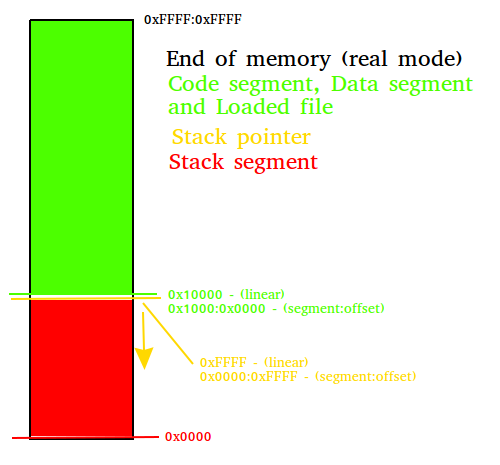 0xFFFF:0xFFFF
End of memory (real mode)
Code segment, Data segment
and Loaded file
Stack pointer
Stack segment
0x10000 - (linear)
0x1000:0x0000 - (segment:offset)
0xFFFF - (linear)
0x0000:0xFFFF - (segment:offset)
0x0000